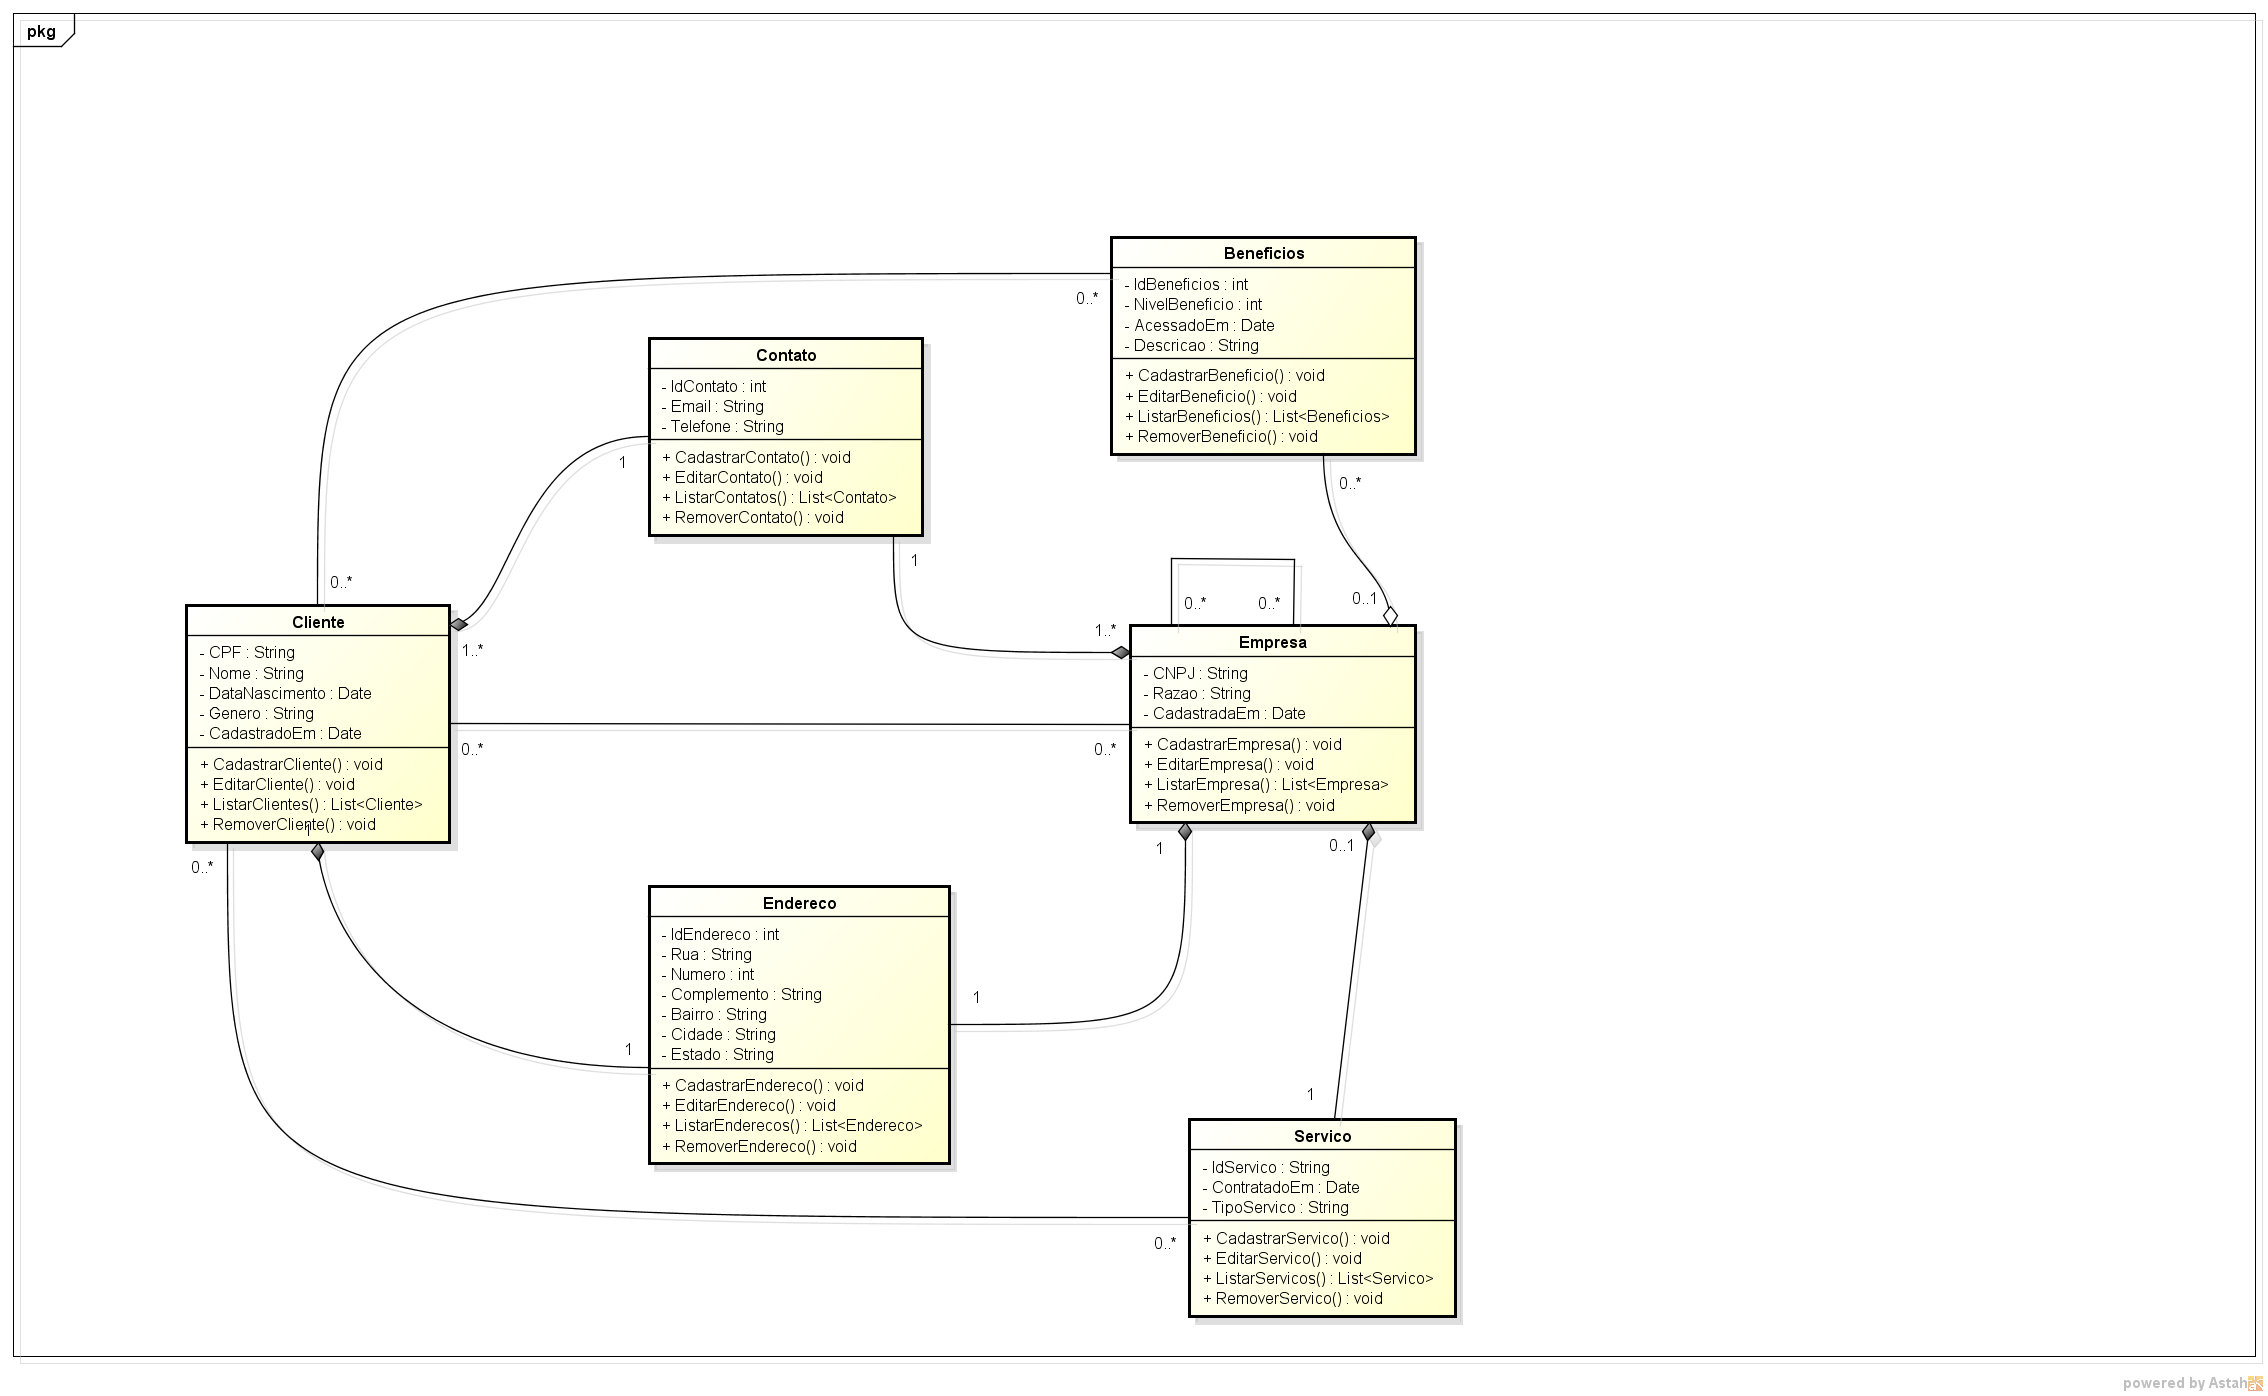 pkg
Beneficios
- IdBeneficios : int
- NivelBeneficio : int
- AcessadoEm : Date
- Descricao : String
+ CadastrarBeneficio() : void
+ EditarBeneficio() : void
+ ListarBeneficios() : List<Beneficios>
+ RemoverBeneficio() : void
0..*
0..*
Contato
- IdContato : int
- Email : String
- Telefone : String
+ CadastrarContato() : void
+ EditarContato() : void
+ ListarContatos() : List<Contato>
+ RemoverContato() : void
1
1
0..*
0..*
0..*
0..1
1..*
Cliente
- CPF : String
- Nome : String
- DataNascimento : Date
- Genero : String
- CadastradoEm : Date
+ CadastrarCliente() : void
+ EditarCliente() : void
+ ListarClientes() : List<Cliente>
+ RemoverCliente() : void
1
1..*
0..*
0..*
0..*
Empresa
- CNPJ : String
- Razao : String
- CadastradaEm : Date
+ CadastrarEmpresa() : void
+ EditarEmpresa() : void
+ ListarEmpresa() : List<Empresa>
+ RemoverEmpresa() : void
1
0..1
Endereco
- IdEndereco : int
- Rua : String
- Numero : int
- Complemento : String
- Bairro : String
- Cidade : String
- Estado : String
+ CadastrarEndereco() : void
+ EditarEndereco() : void
+ ListarEnderecos() : List<Endereco>
+ RemoverEndereco() : void
1
1
1
Servico
- IdServico : String
- ContratadoEm : Date
- TipoServico : String
+ CadastrarServico() : void
+ EditarServico() : void
+ ListarServicos() : List<Servico>
+ RemoverServico() : void
0..*
powered by Astah